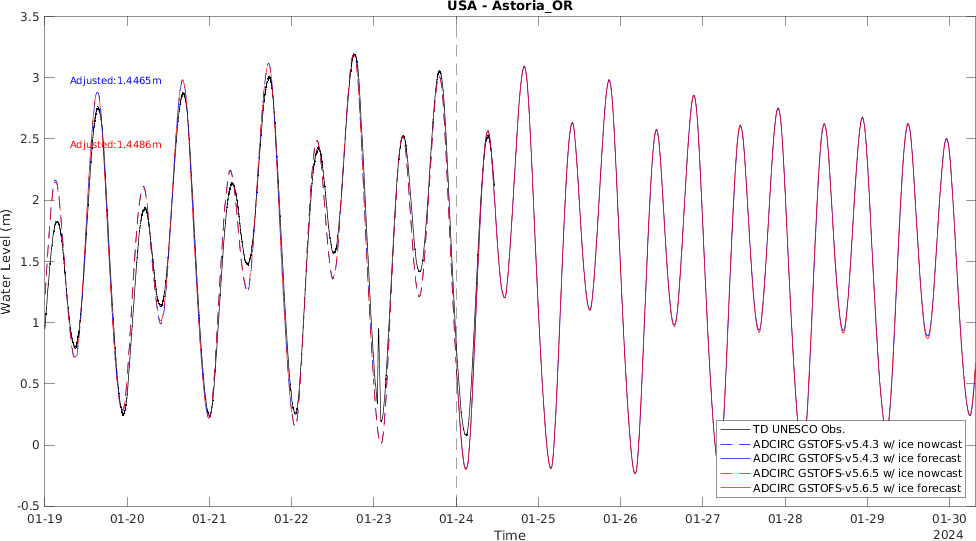 USA - Astoria_OR
3.5
3
2.5
2
1.5
1
0.5
0
-0.5
Water Level (m)
Adjusted:1.4465m
Adjusted:1.4486m
TD UNESCO Obs.
ADCIRC GSTOFS-v5.4.3 w/ ice nowcast
ADCIRC GSTOFS-v5.4.3 w/ ice forecast
ADCIRC GSTOFS-v5.6.5 w/ ice nowcast
ADCIRC GSTOFS-v5.6.5 w/ ice forecast
01-19 01-20 01-21 01-22 01-23 01-24 01-25 01-26 01-27 01-28 01-29 01-30
Time
2024